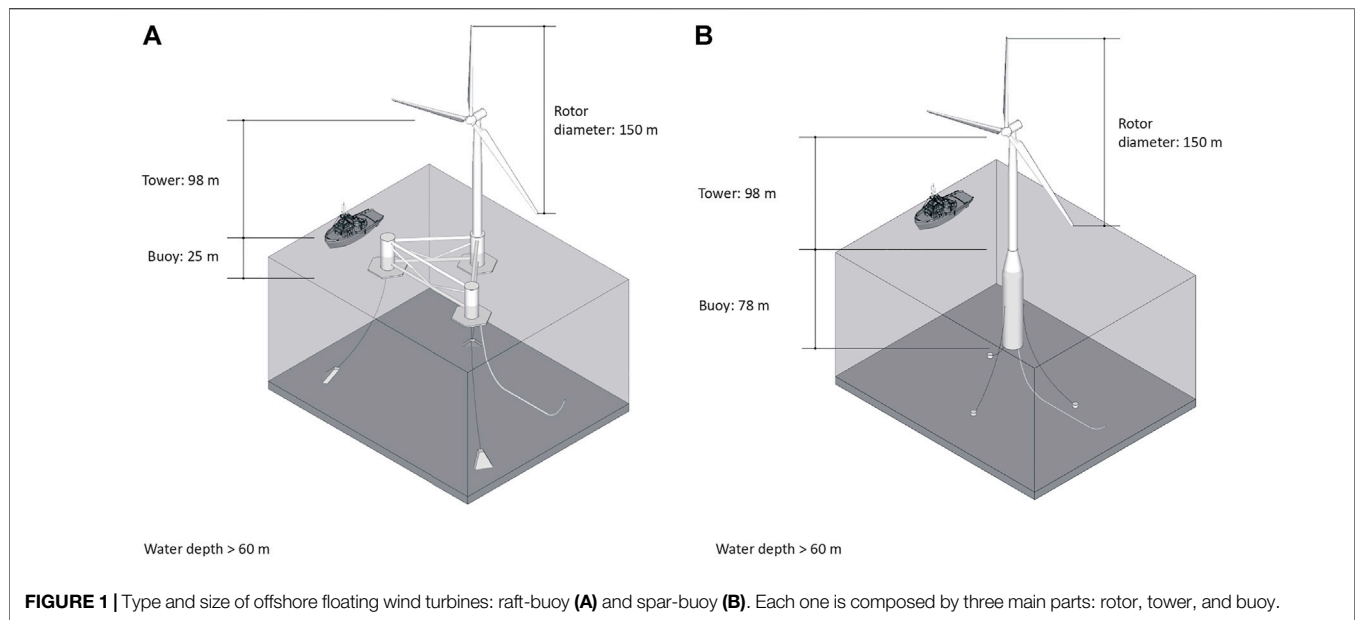 A
Rotor
diameter: 150 m
Tower: 98 m
Buoy: 25 m
Water depth > 60 m
B
Rotor
diameter: 150 m
Tower: 98 m
Buoy: 78 m
Water depth > 60 m
FIGURE 1 | Type and size of offshore floating wind turbines: raft-buoy (A) and spar-buoy (B). Each one is composed by three main parts: rotor, tower, and buoy.